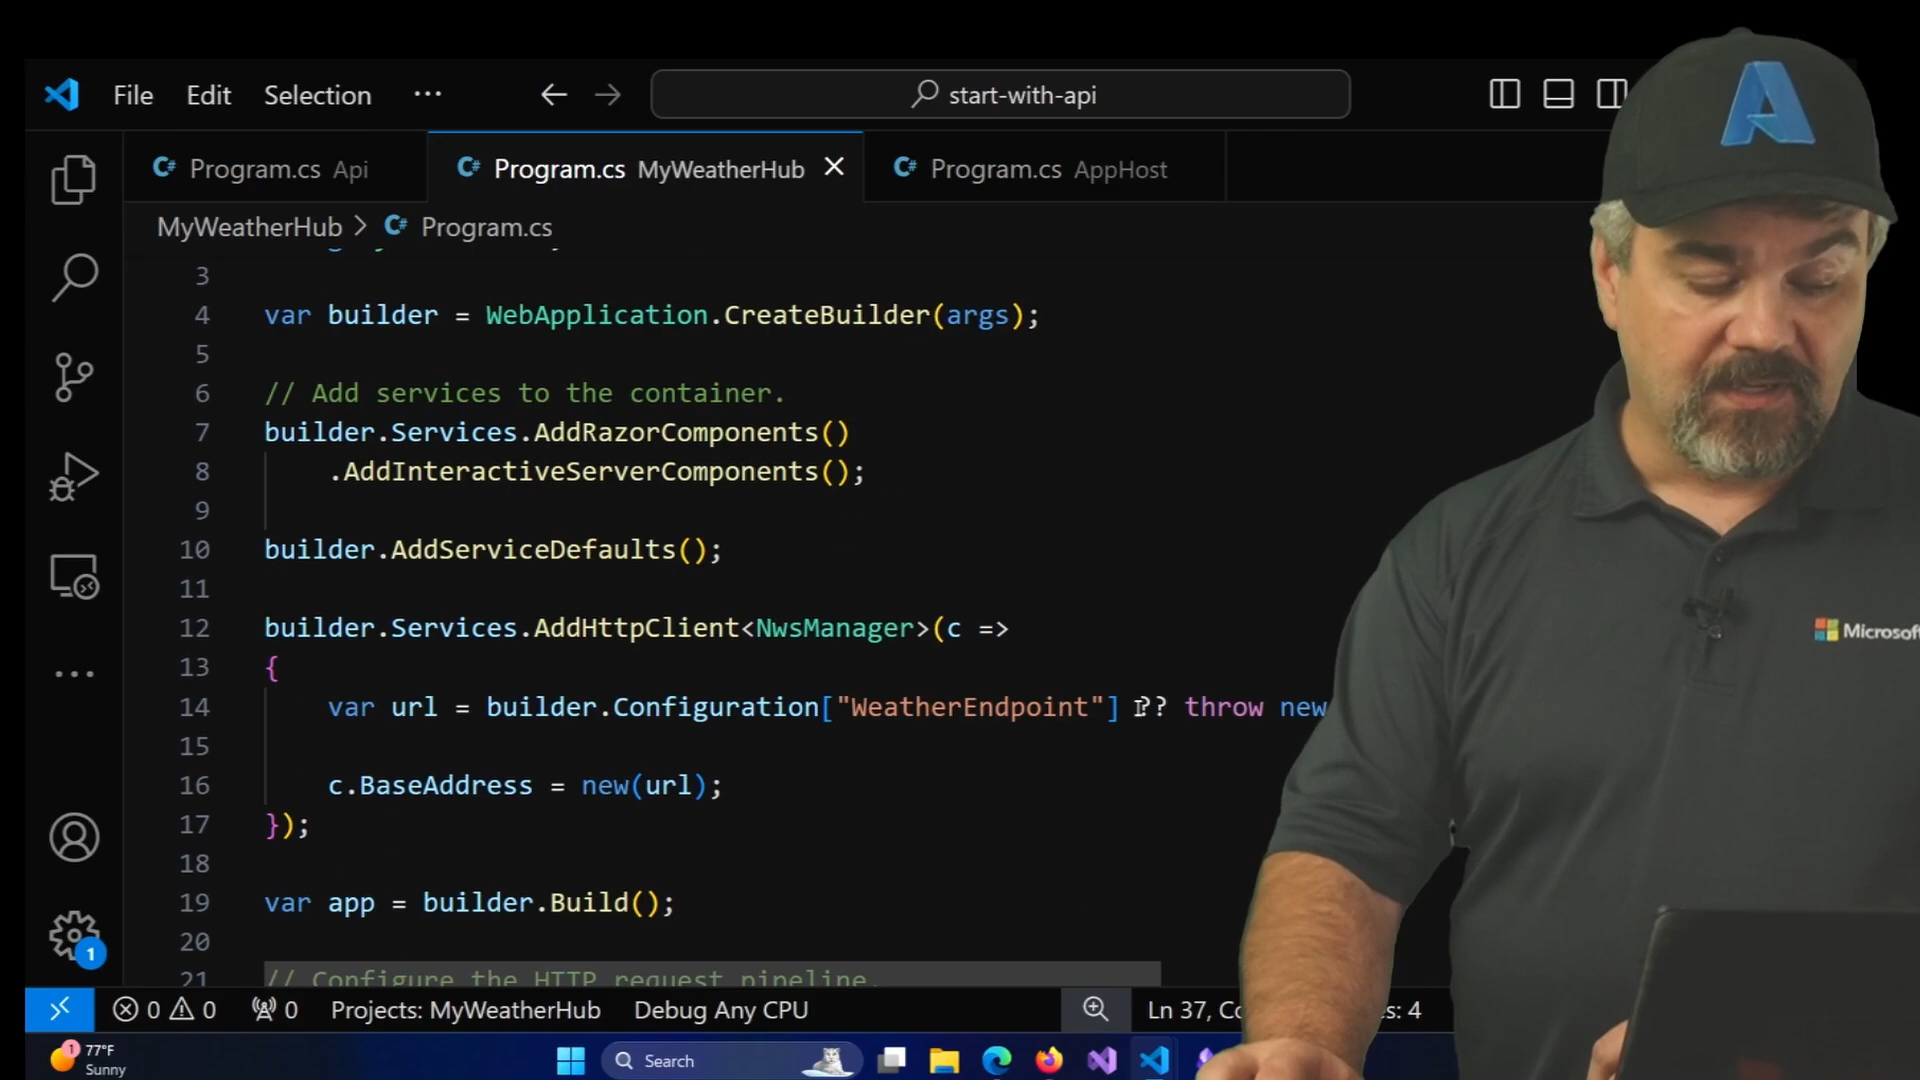 File Edit Selection ··· start-with-api
Program.cs Api Program.cs MyWeatherHub Program.cs AppHost
MyWeatherHub > Program.cs
3
4 var builder = WebApplication.CreateBuilder(args);
5
6 // Add services to the container.
7 builder.Services.AddRazorComponents()
8 .AddInteractiveServerComponents();
9
10 builder.AddServiceDefaults();
11
12 builder.Services.AddHttpClient<NwsManager>(c =>
13 {
14 var url = builder.Configuration["WeatherEndpoint"] ?? throw new
15
16 c.BaseAddress = new(url);
17 });
18
19 var app = builder.Build();
20
21 // Configure the HTTP request pipeline.
0 0 0 Projects: MyWeatherHub Debug Any CPU Ln 37, : 4
1
1 77°F
Sunny
Search
A
Microsoft